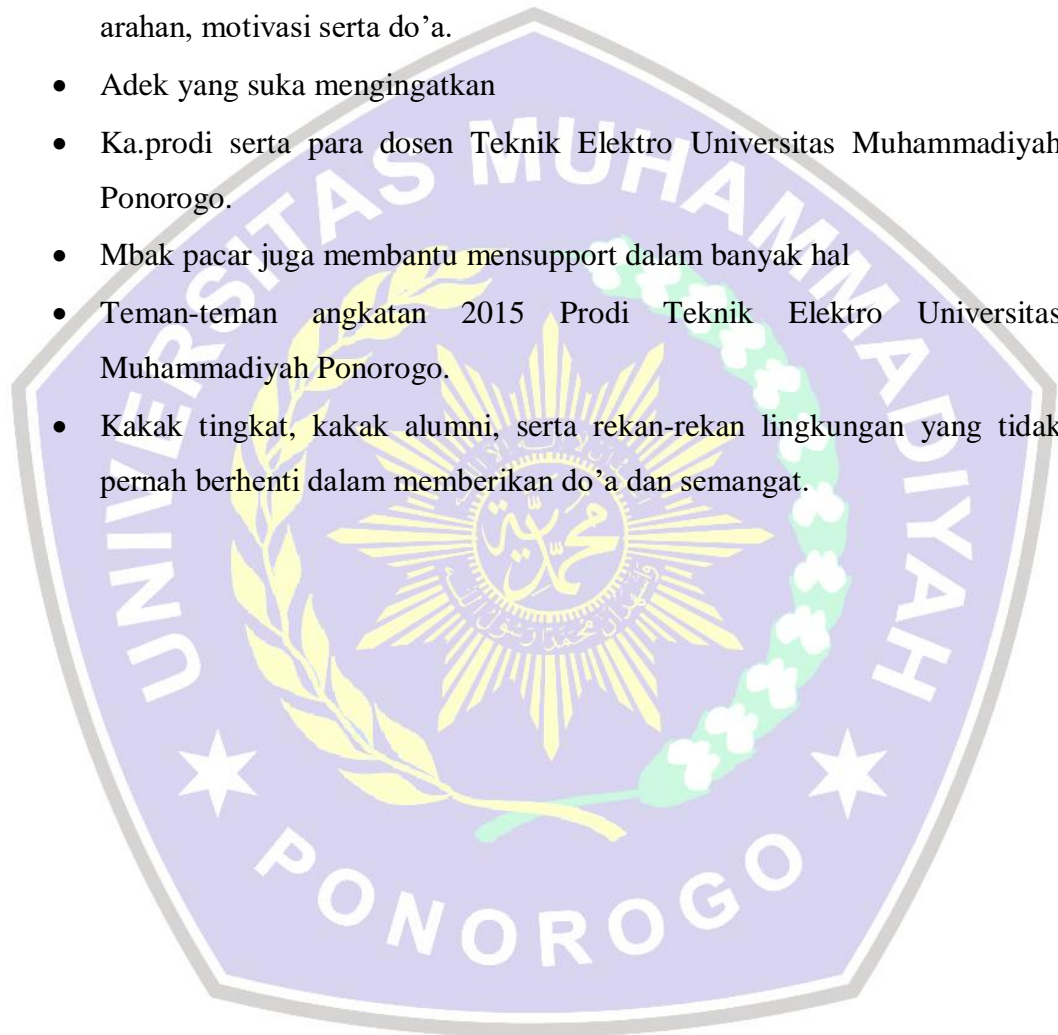 arahan, motivasi serta do’a.
• Adek yang suka mengingatkan
• Ka.prodi serta para dosen Teknik Elektro Universitas Muhammadiyah
Ponorogo.
• Mbak pacar juga membantu mensupport dalam banyak hal
• Teman-teman angkatan 2015 Prodi Teknik Elektro Universitas
Muhammadiyah Ponorogo.
• Kakak tingkat, kakak alumni, serta rekan-rekan lingkungan yang tidak
pernah berhenti dalam memberikan do’a dan semangat.
UNIVERSITAS MUHAMMADIYAH
محمدية
PONOROGO